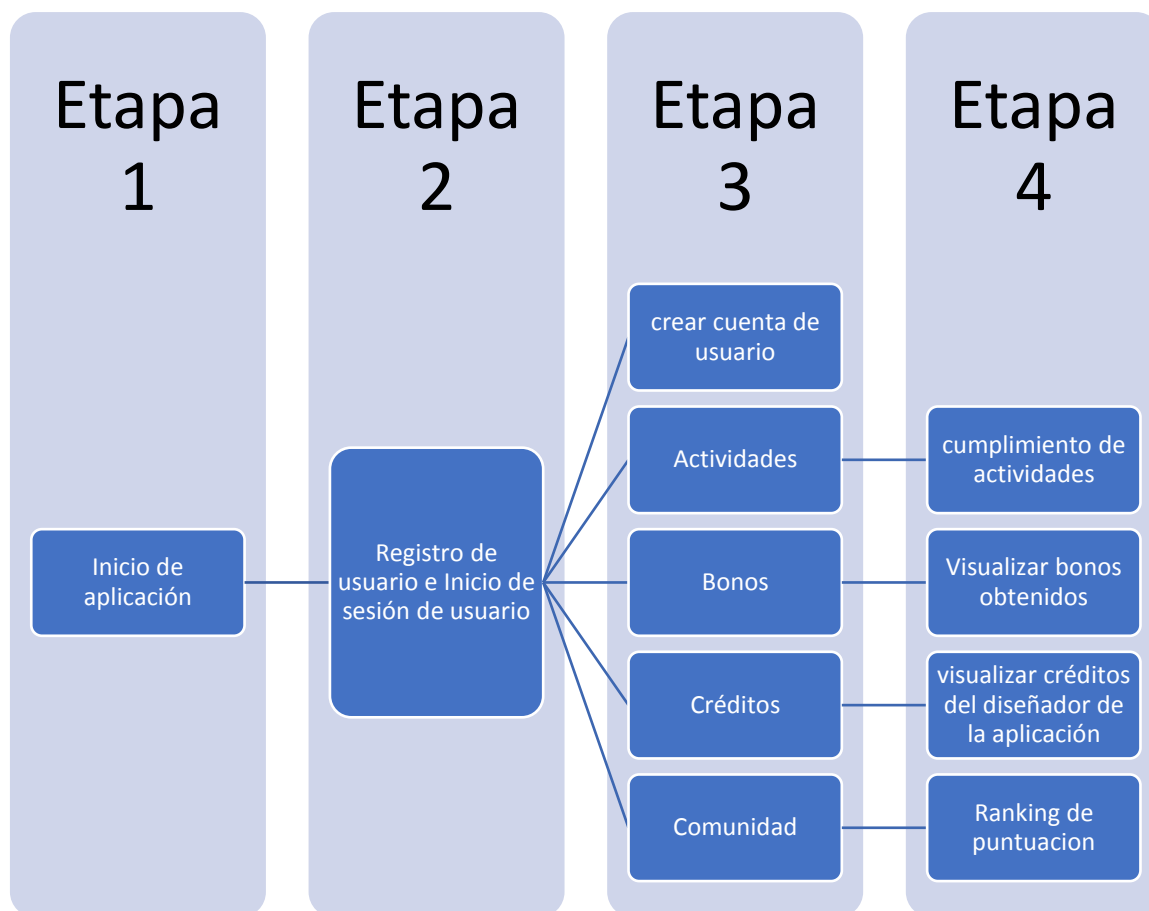 Etapa
1
Etapa
2
Etapa
3
Etapa
4
Inicio de
aplicación
Registro de
usuario e Inicio de
sesión de usuario
crear cuenta de
usuario
Actividades
cumplimiento de
actividades
Bonos
Visualizar bonos
obtenidos
Créditos
visualizar créditos
del diseñador de
la aplicación
Comunidad
Ranking de
puntuacion